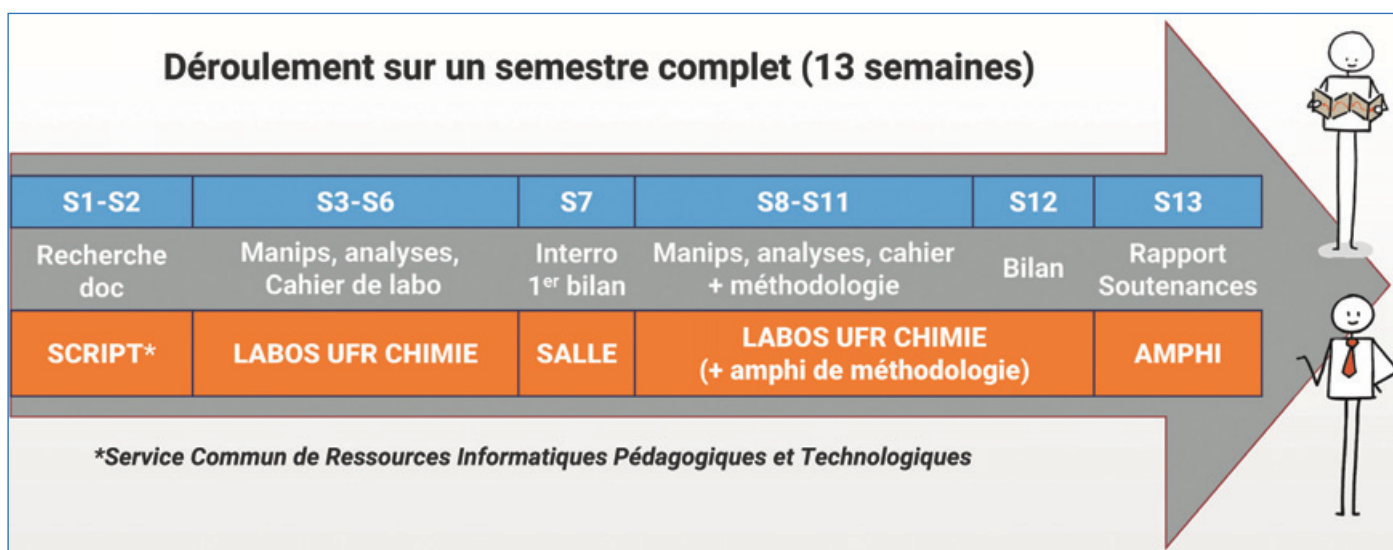 Déroulement sur un semestre complet (13 semaines)
S1-S2 S3-S6 S7 S8-S11 S12 S13
Recherche doc
Manips, analyses,
Cahier de labo
Interro
1er bilan
Manips, analyses, cahier
+ méthodologie
Bilan
Rapport
Soutenances
SCRIPT*
LABOS UFR CHIMIE
SALLE
LABOS UFR CHIMIE
(+ amphi de méthodologie)
AMPHI
*Service Commun de Ressources Informatiques Pédagogiques et Technologiques